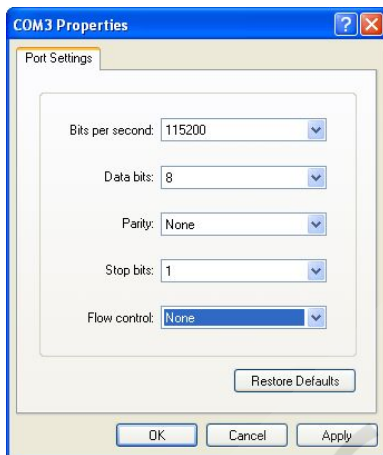 COM3 Properties
Port Settings
Bits per second: 115200
Data bits: 8
Parity: None
Stop bits: 1
Flow control: None
Restore Defaults
OK Cancel Apply